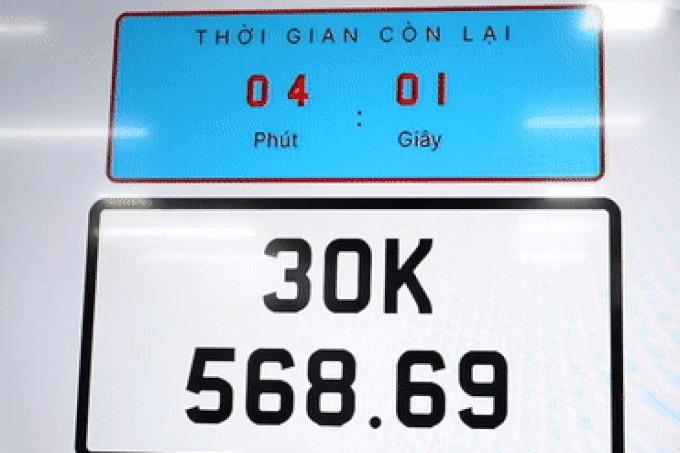 THỜI GIAN CÒN LẠI
04 : 01
Phút Giây
30K
568.69